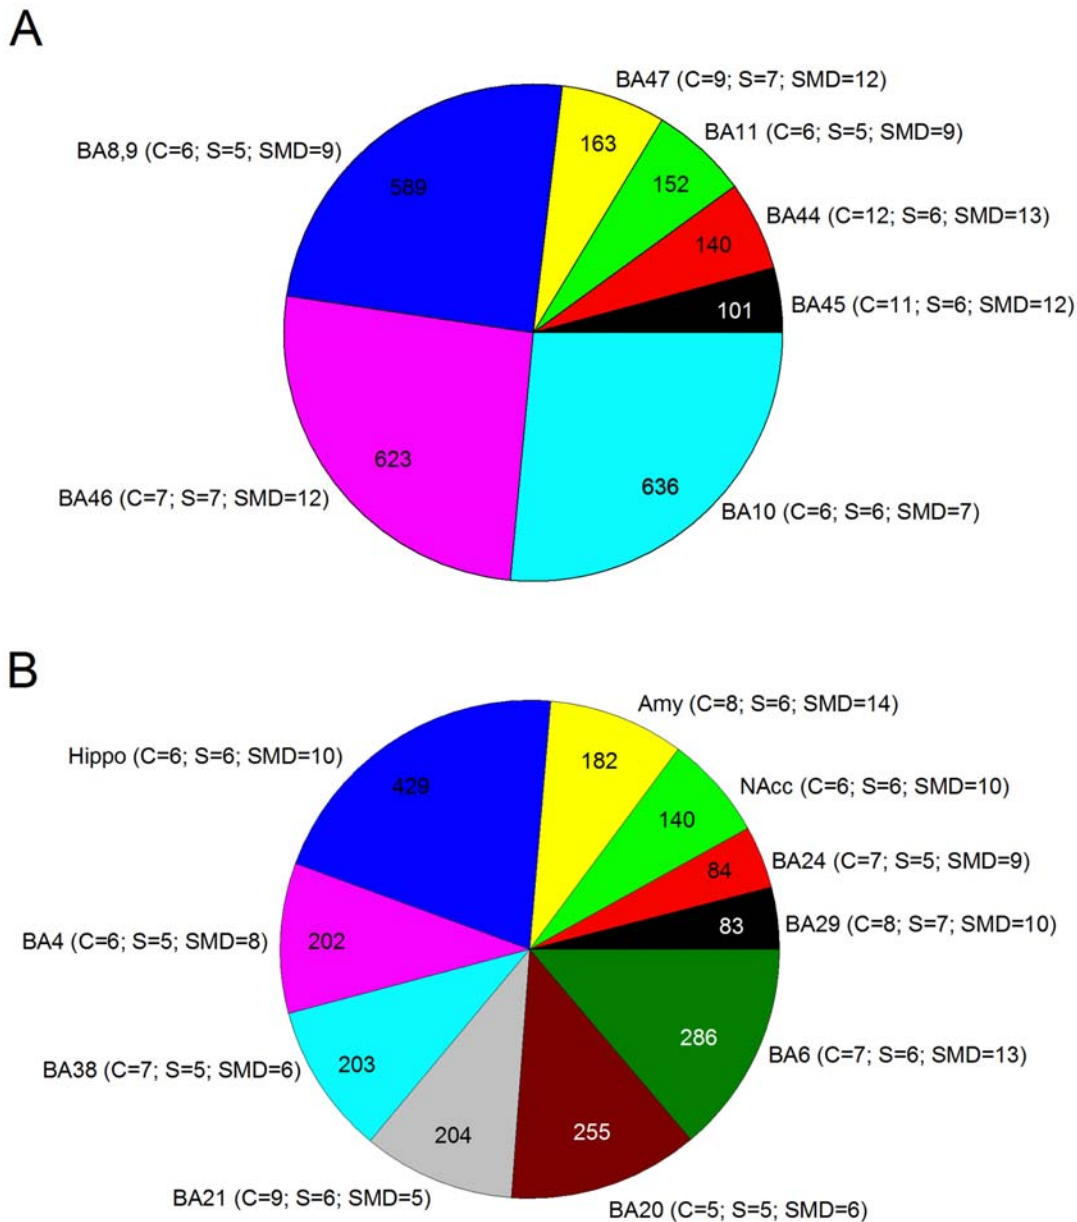 A
BA47 (C=9; S=7; SMD=12)
163
BA11 (C=6; S=5; SMD=9)
152
BA8,9 (C=6; S=5; SMD=9)
589
BA44 (C=12; S=6; SMD=13)
140
BA45 (C=11; S=6; SMD=12)
101
BA46 (C=7; S=7; SMD=12)
623
636
BA10 (C=6; S=6; SMD=7)
B
Amy (C=8; S=6; SMD=14)
182
Hippo (C=6; S=6; SMD=10)
429
NAcc (C=6; S=6; SMD=10)
140
BA24 (C=7; S=5; SMD=9)
84
BA29 (C=8; S=7; SMD=10)
83
BA4 (C=6; S=5; SMD=8)
202
286
BA6 (C=7; S=6; SMD=13)
BA38 (C=7; S=5; SMD=6)
203
204
255
BA21 (C=9; S=6; SMD=5)
BA20 (C=5; S=5; SMD=6)